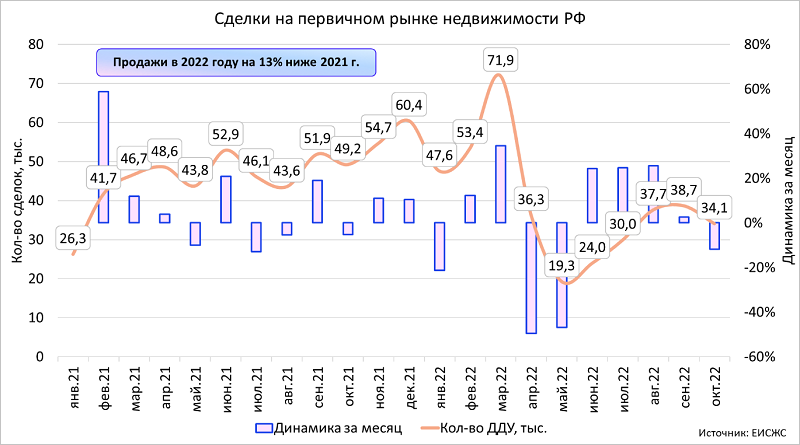 Сделки на первичном рынке недвижимости РФ
Продажи в 2022 году на 13% ниже 2021 г.
Кол-во сделок, тыс.
80
70
60
50
40
30
20
10
0
26,3
41,7
46,7
48,6
43,8
52,9
46,1
43,6
51,9
49,2
54,7
60,4
47,6
53,4
71,9
36,3
19,3
24,0
30,0
37,7
38,7
34,1
80%
60%
40%
20%
0%
-20%
-40%
-60%
Динамика за месяц
янв.21
фев.21
мар.21
апр.21
май.21
июн.21
июл.21
авг.21
сен.21
окт.21
ноя.21
дек.21
янв.22
фев.22
мар.22
апр.22
май.22
июн.22
июл.22
авг.22
сен.22
окт.22
Динамика за месяц
Кол-во ДДУ, тыс.
Источник: ЕИСЖС